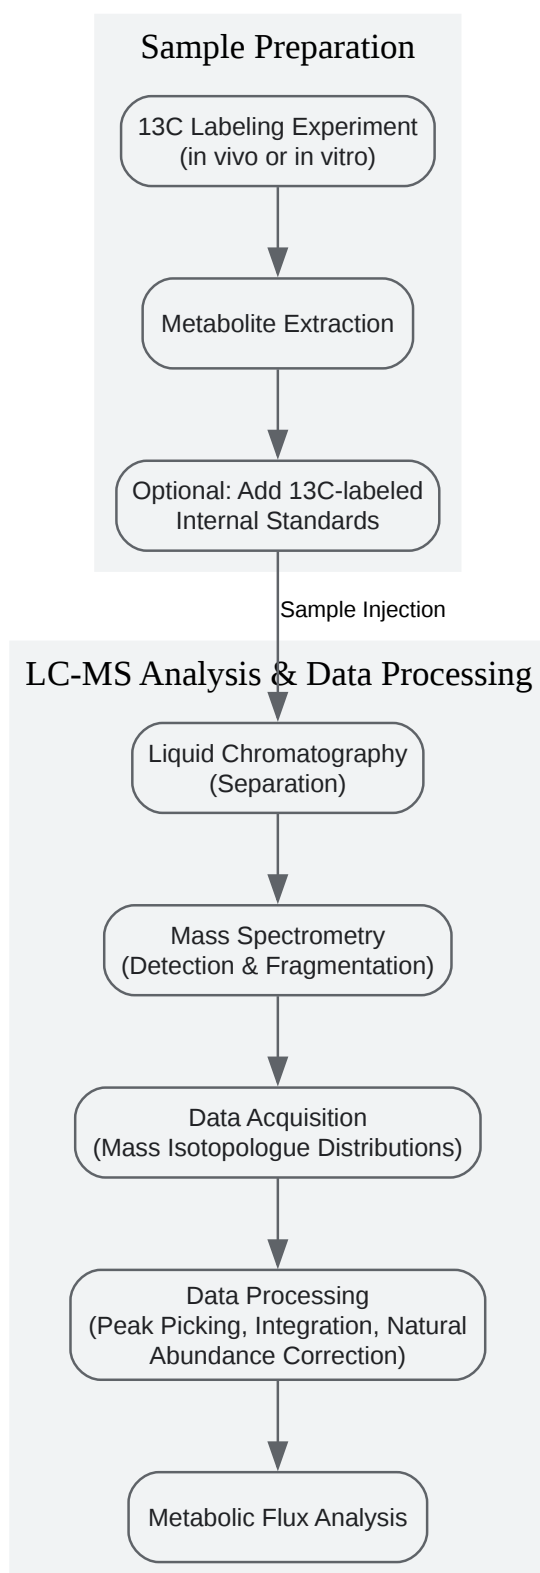 Sample Preparation
13C Labeling Experiment
(in vivo or in vitro)
Metabolite Extraction
Optional: Add 13C-labeled
Internal Standards
Sample Injection
LC-MS Analysis & Data Processing
Liquid Chromatography
(Separation)
Mass Spectrometry
(Detection & Fragmentation)
Data Acquisition
(Mass Isotopologue Distributions)
Data Processing
(Peak Picking, Integration, Natural
Abundance Correction)
Metabolic Flux Analysis